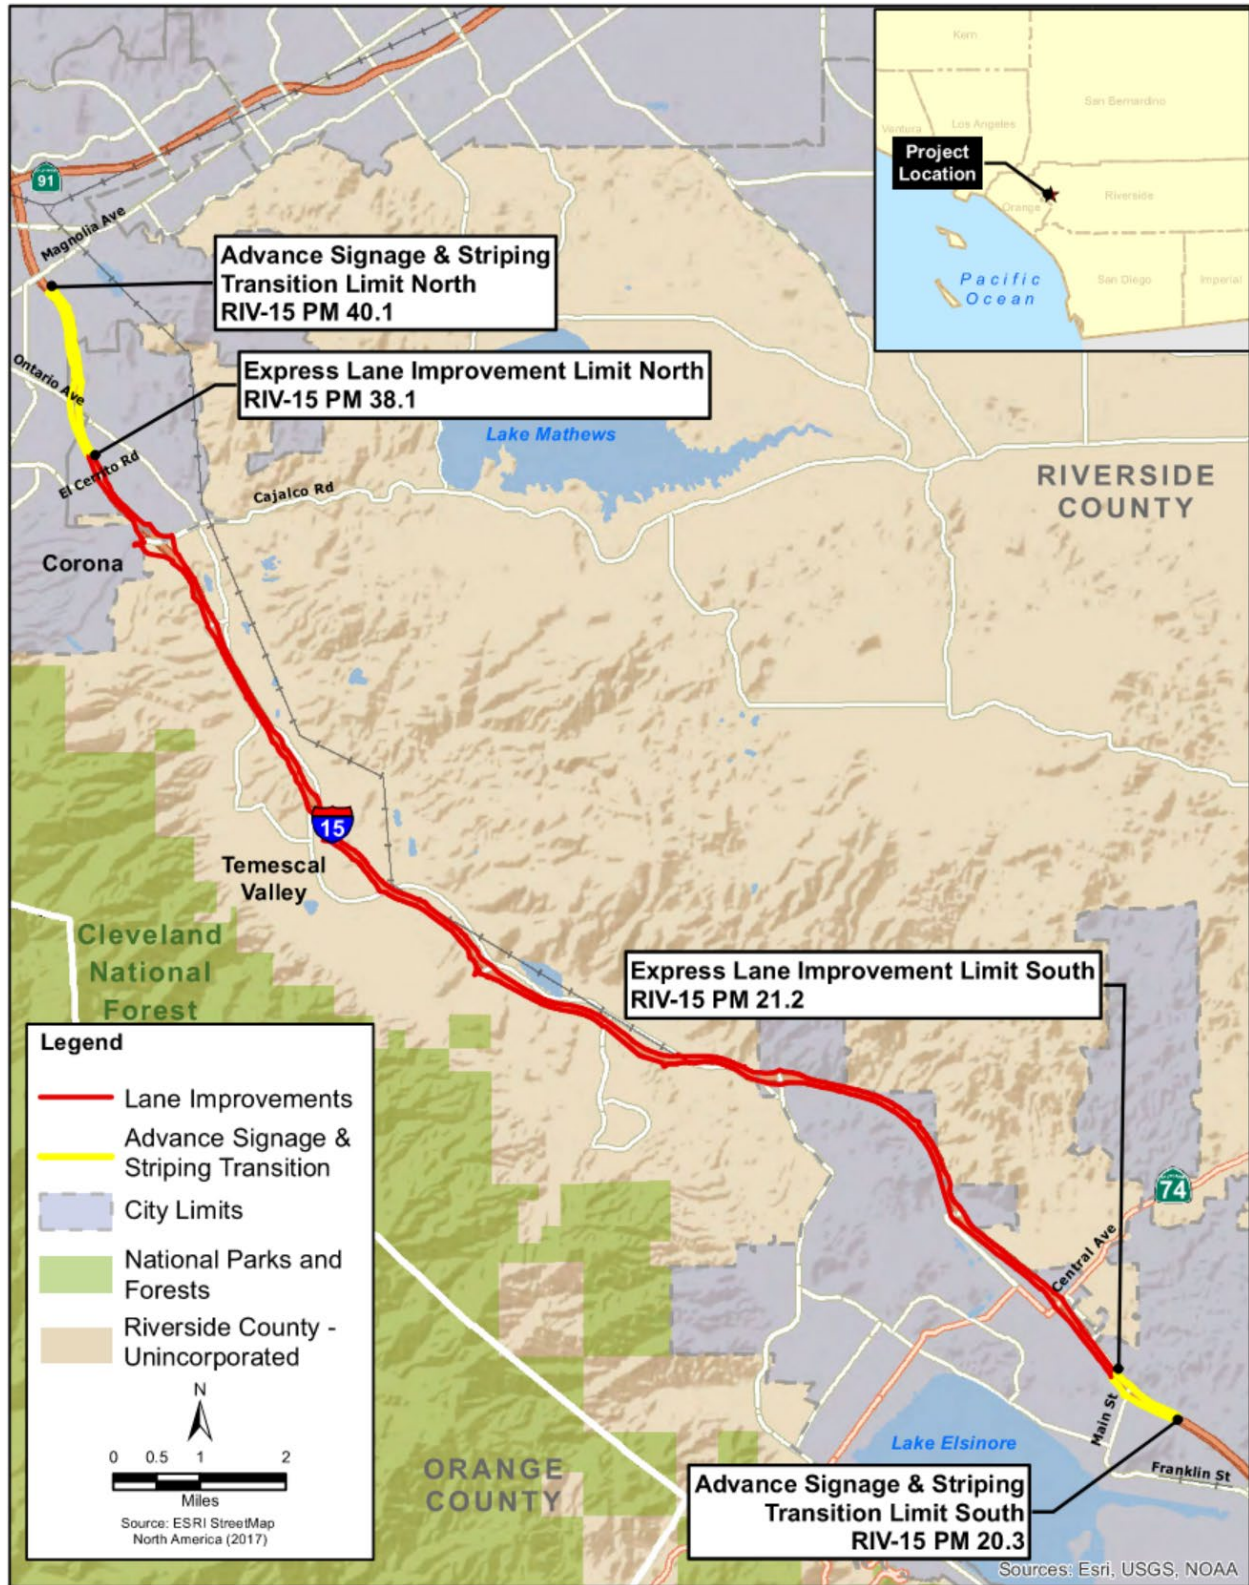 Kern
San Bernardino
Ventura
Los Angeles
Project
Location
Orange
Riverside
Pacific
Ocean
San Diego
Imperial
91
Magnolia Ave
Advance Signage & Striping
Transition Limit North
RIV-15 PM 40.1
Ontario Ave
Express Lane Improvement Limit North
RIV-15 PM 38.1
Lake Mathews
El Cerrito Rd
Cajalco Rd
RIVERSIDE
COUNTY
Corona
15
Temescal
Valley
Cleveland
National
Forest
Express Lane Improvement Limit South
RIV-15 PM 21.2
74
Central Ave
Main St
Lake Elsinore
Franklin St
Advance Signage & Striping
Transition Limit South
RIV-15 PM 20.3
ORANGE
COUNTY
Legend
Lane Improvements
Advance Signage &
Striping Transition
City Limits
National Parks and
Forests
Riverside County -
Unincorporated
N
0 0.5 1 2
Miles
Source: ESRI StreetMap
North America (2017)
Sources: Esri, USGS, NOAA